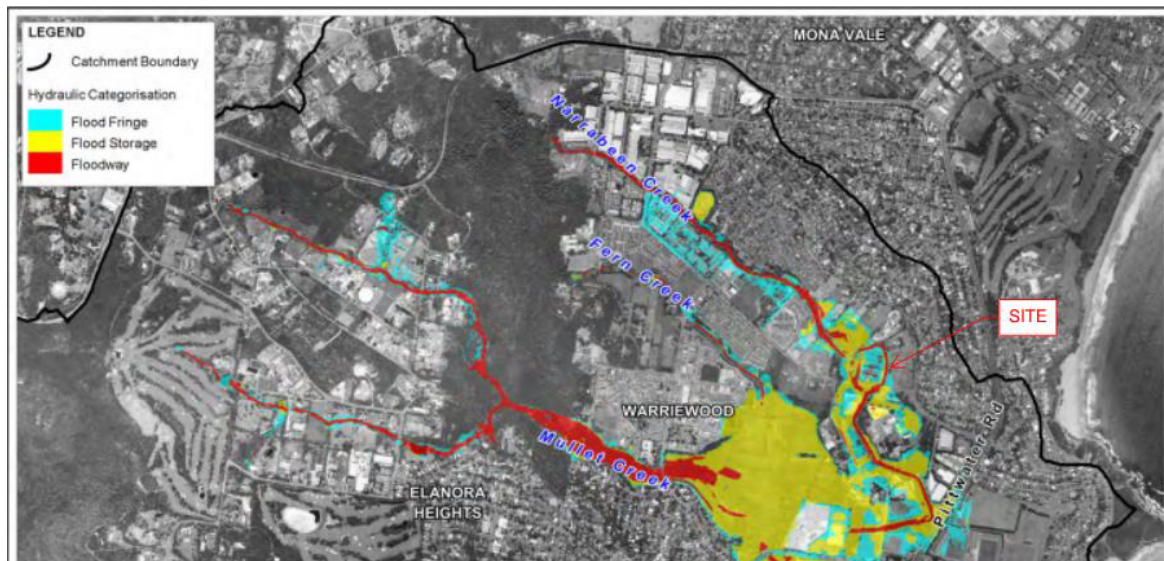 LEGEND
Catchment Boundary
Hydraulic Categorisation
Flood Fringe
Flood Storage
Floodway
MONA VALE
Narrabeen Creek
Fern Creek
SITE
WARRIEWOOD
Pittwater Rd
Mullet Creek
ELANORA
HEIGHTS